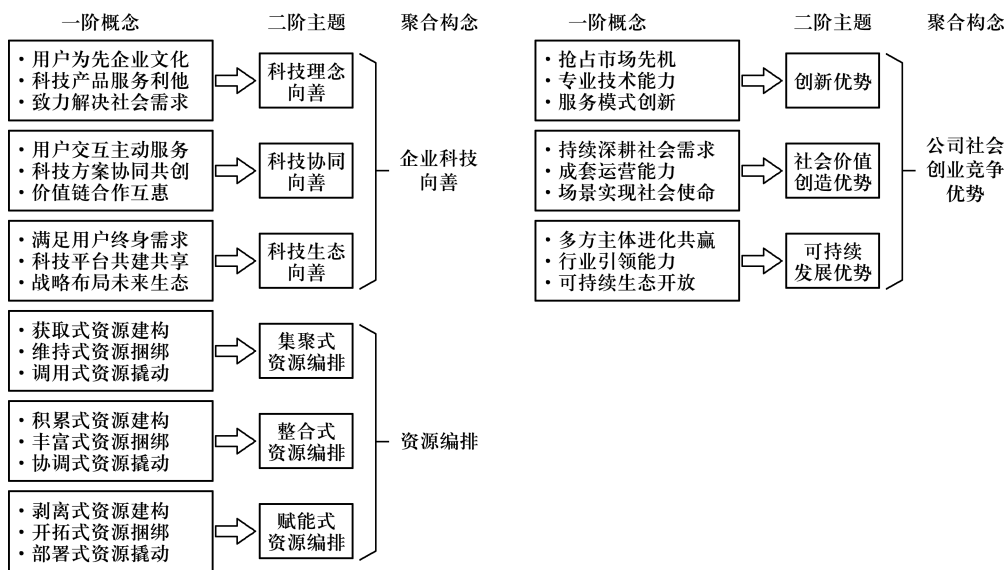 一阶概念 二阶主题 聚合构念
• 用户为先企业文化
• 科技产品服务利他
• 致力解决社会需求
科技理念
向善
• 用户交互主动服务
• 科技方案协同共创
• 价值链合作互惠
科技协同
向善
• 满足用户终身需求
• 科技平台共建共享
• 战略布局未来生态
科技生态
向善
企业科技
向善
• 获取式资源建构
• 维持式资源捆绑
• 调用式资源撬动
集聚式
资源编排
• 积累式资源建构
• 丰富式资源捆绑
• 协调式资源撬动
整合式
资源编排
• 剥离式资源建构
• 开拓式资源捆绑
• 部署式资源撬动
赋能式
资源编排
资源编排
一阶概念 二阶主题 聚合构念
• 抢占市场先机
• 专业技术能力
• 服务模式创新
创新优势
• 持续深耕社会需求
• 成套运营能力
• 场景实现社会使命
社会价值
创造优势
• 多方主体进化共赢
• 行业引领能力
• 可持续生态开放
可持续
发展优势
公司社会
创业竞争
优势